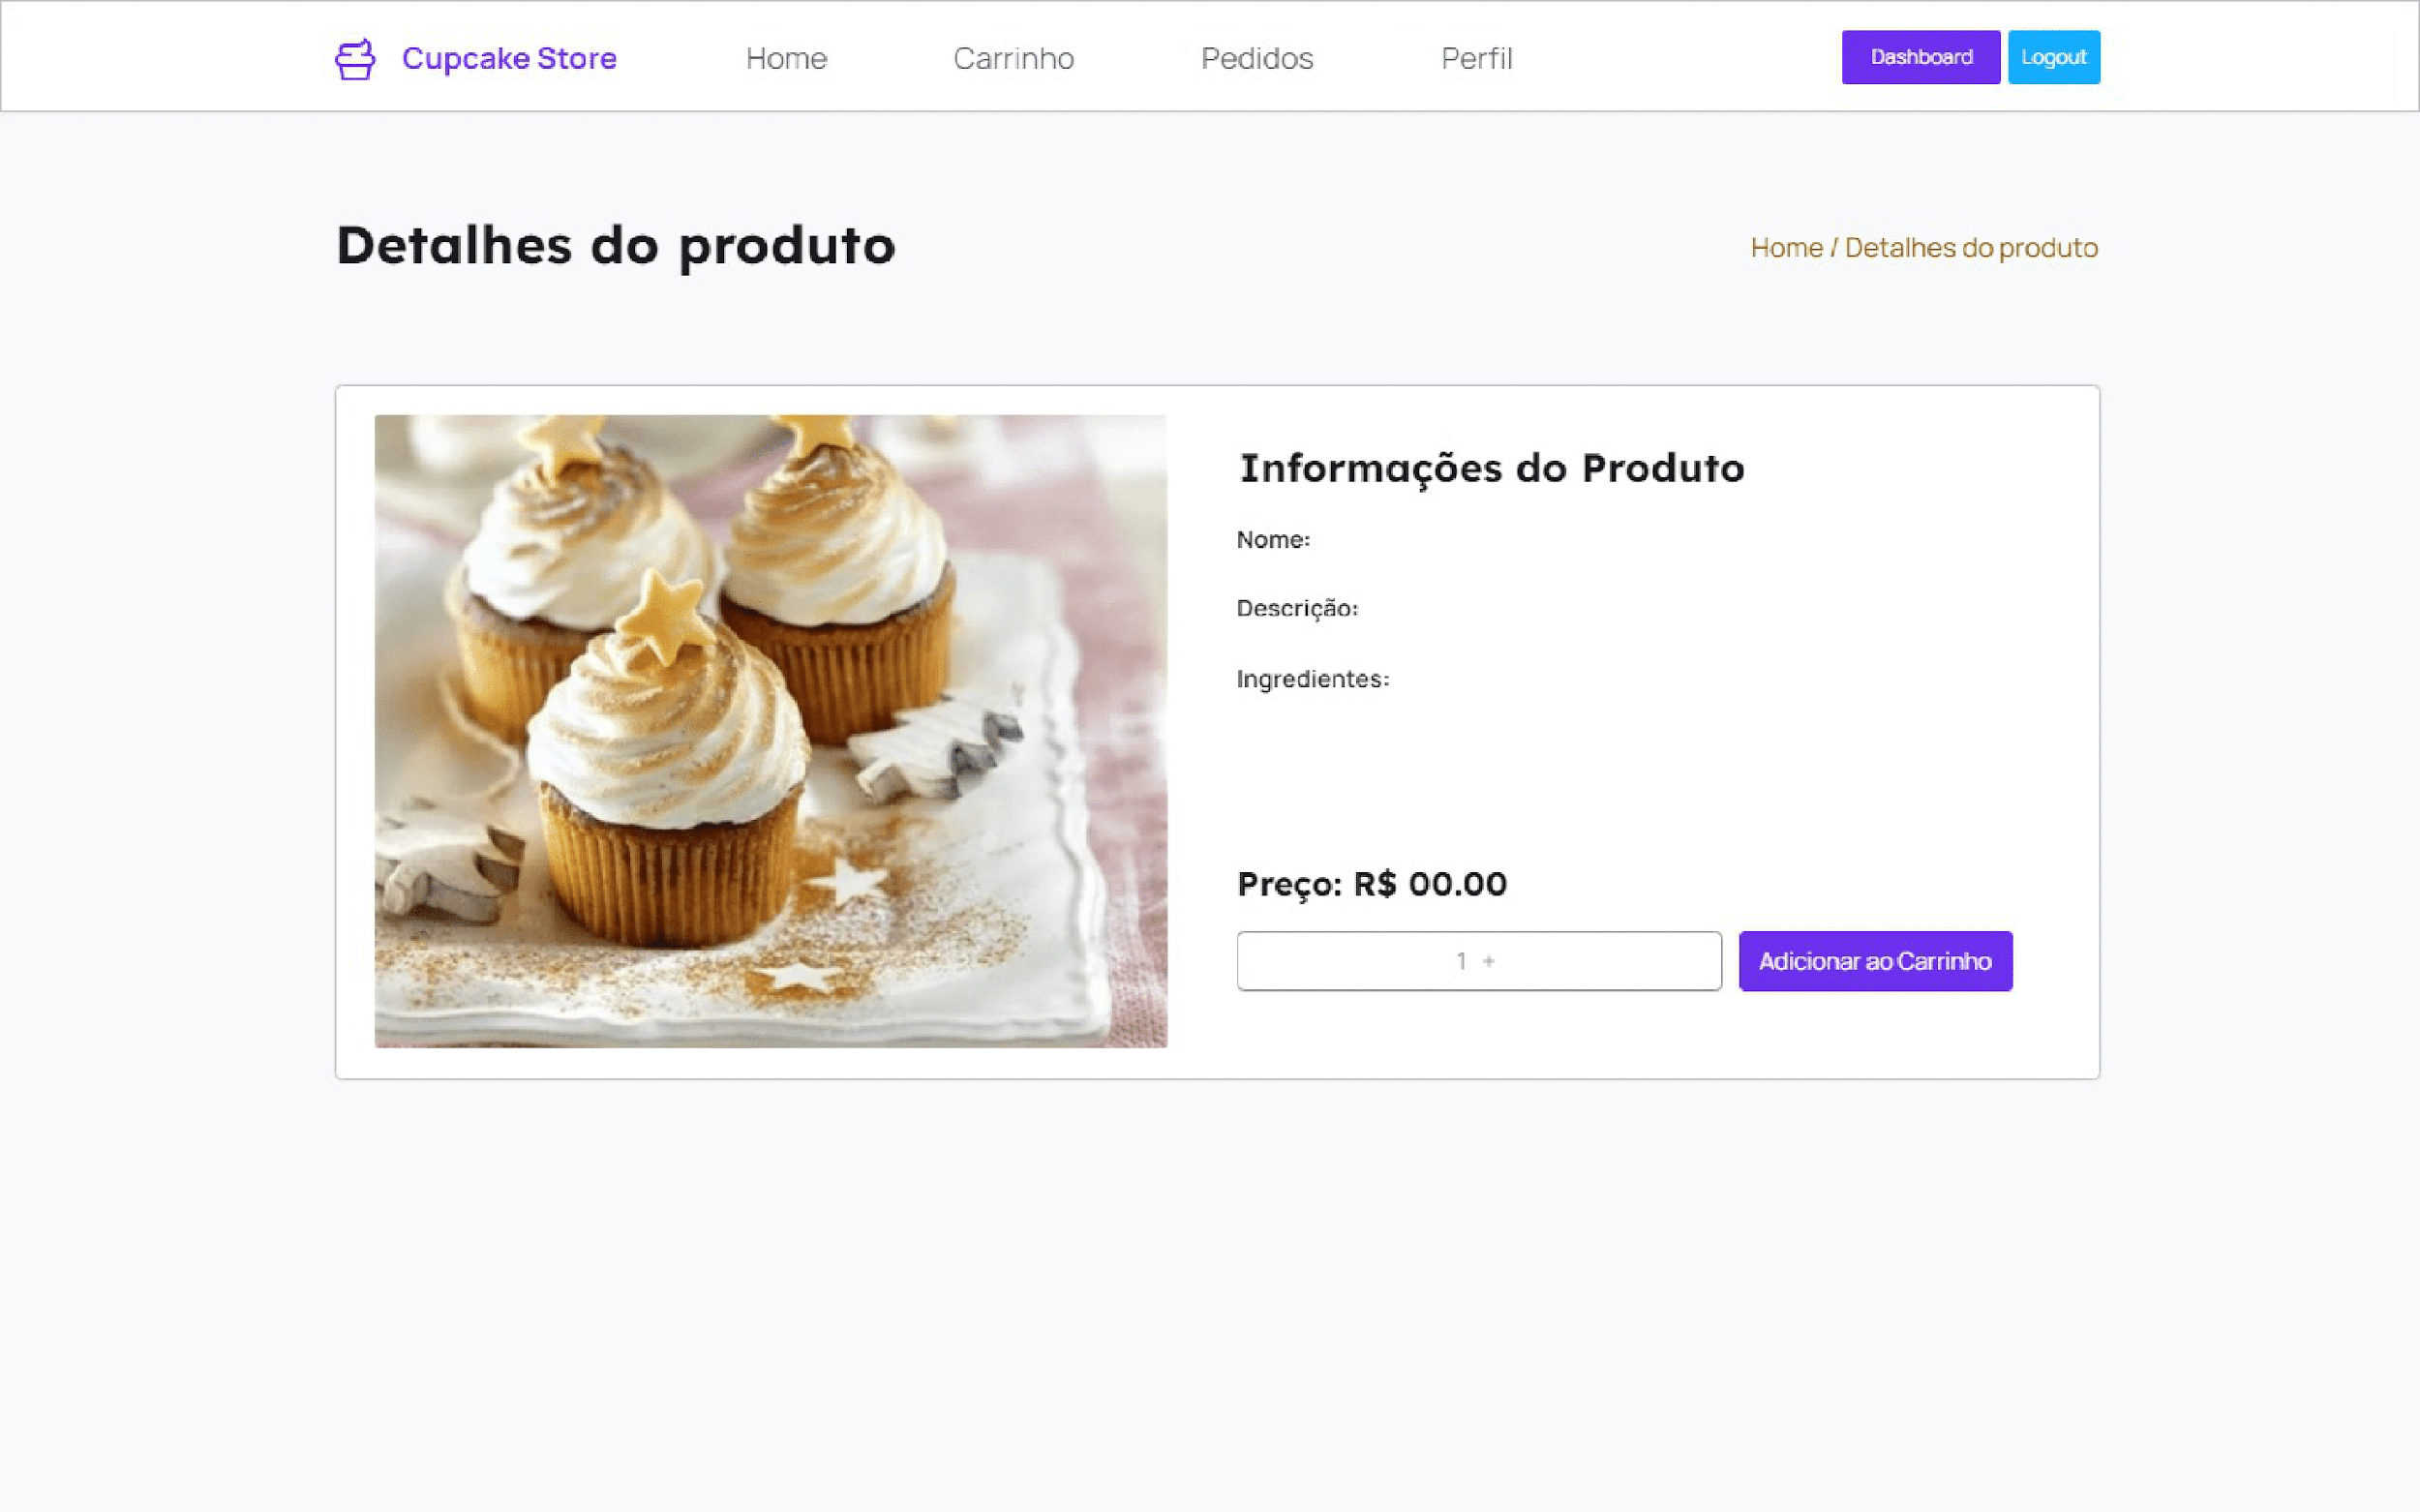 Cupcake Store Home Carrinho Pedidos Perfil Dashboard Logout
Detalhes do produto
Home / Detalhes do produto
Informações do Produto
Nome:
Descrição:
Ingredientes:
Preço: R$ 00.00
1 +
Adicionar ao Carrinho